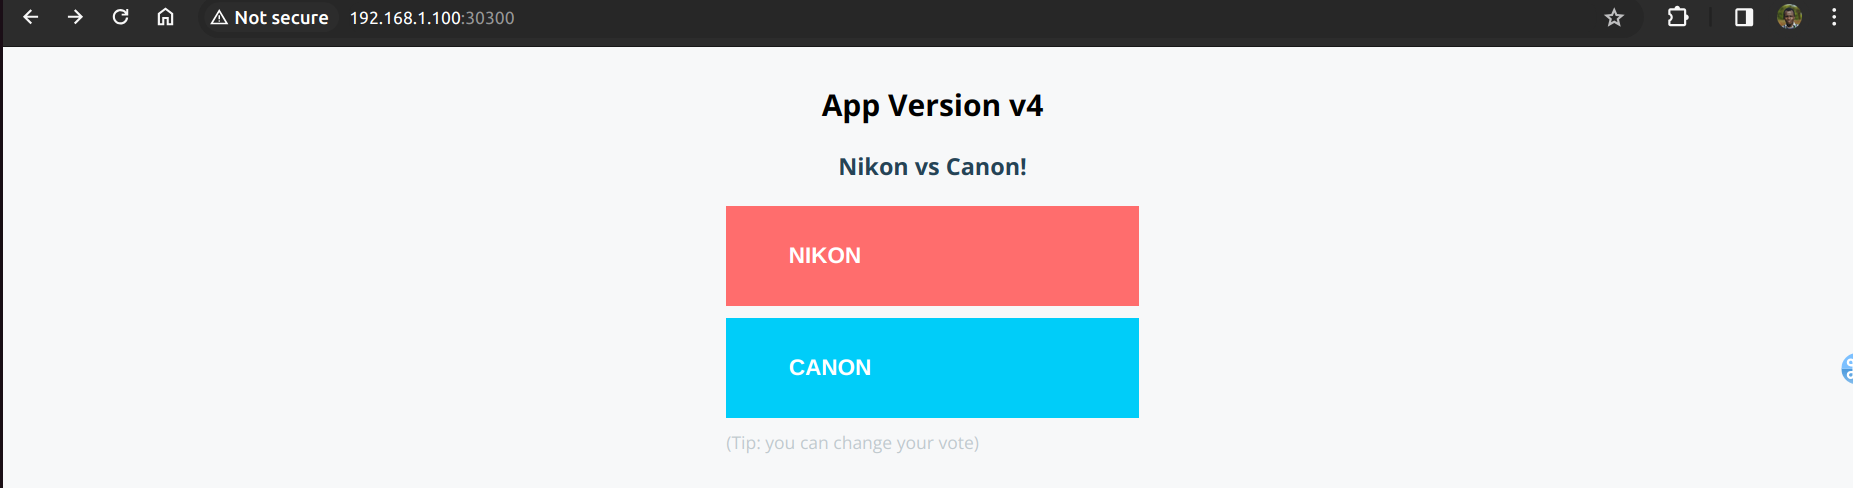 Not secure 192.168.1.100:30300
App Version v4
Nikon vs Canon!
NIKON
CANON
(Tip: you can change your vote)